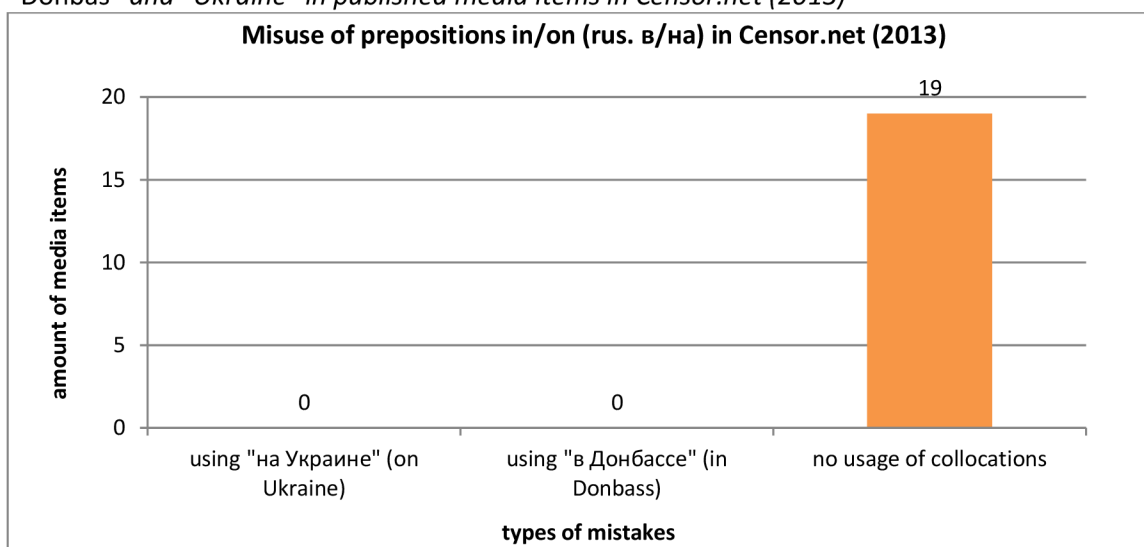 Donbas" and "Ukraine" in published media items in Censor.net (2013)
Misuse of prepositions in/on (rus. в/на) in Censor.net (2013)
amount of media items
20
15
10
5
0
0
0
19
using "на Украине" (on
Ukraine)
using "в Донбассе" (in
Donbass)
no usage of collocations
types of mistakes